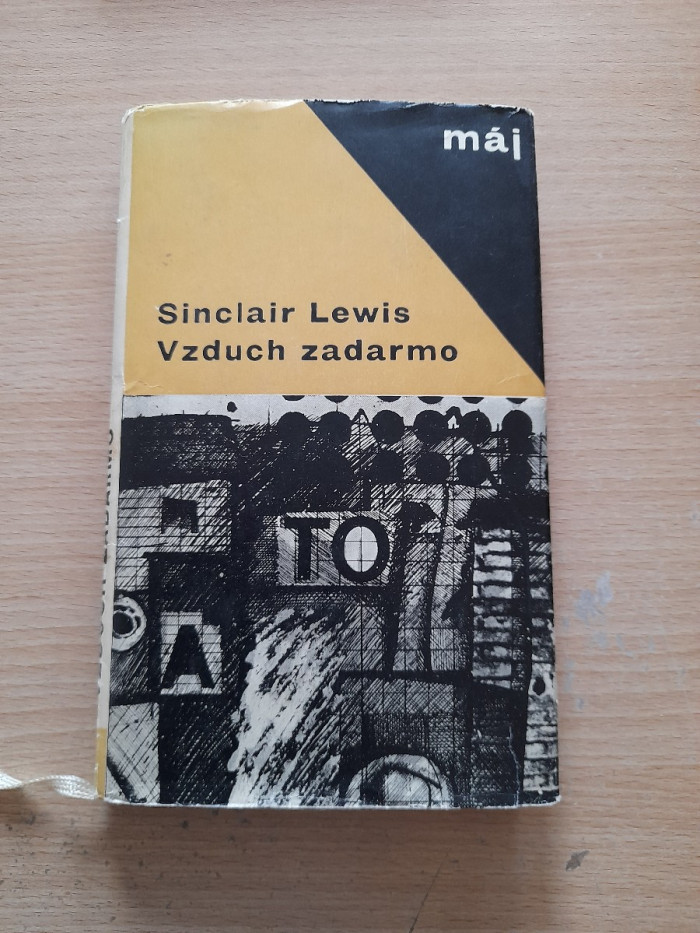 máj
Sinclair Lewis
Vzduch zadarmo
TO
A